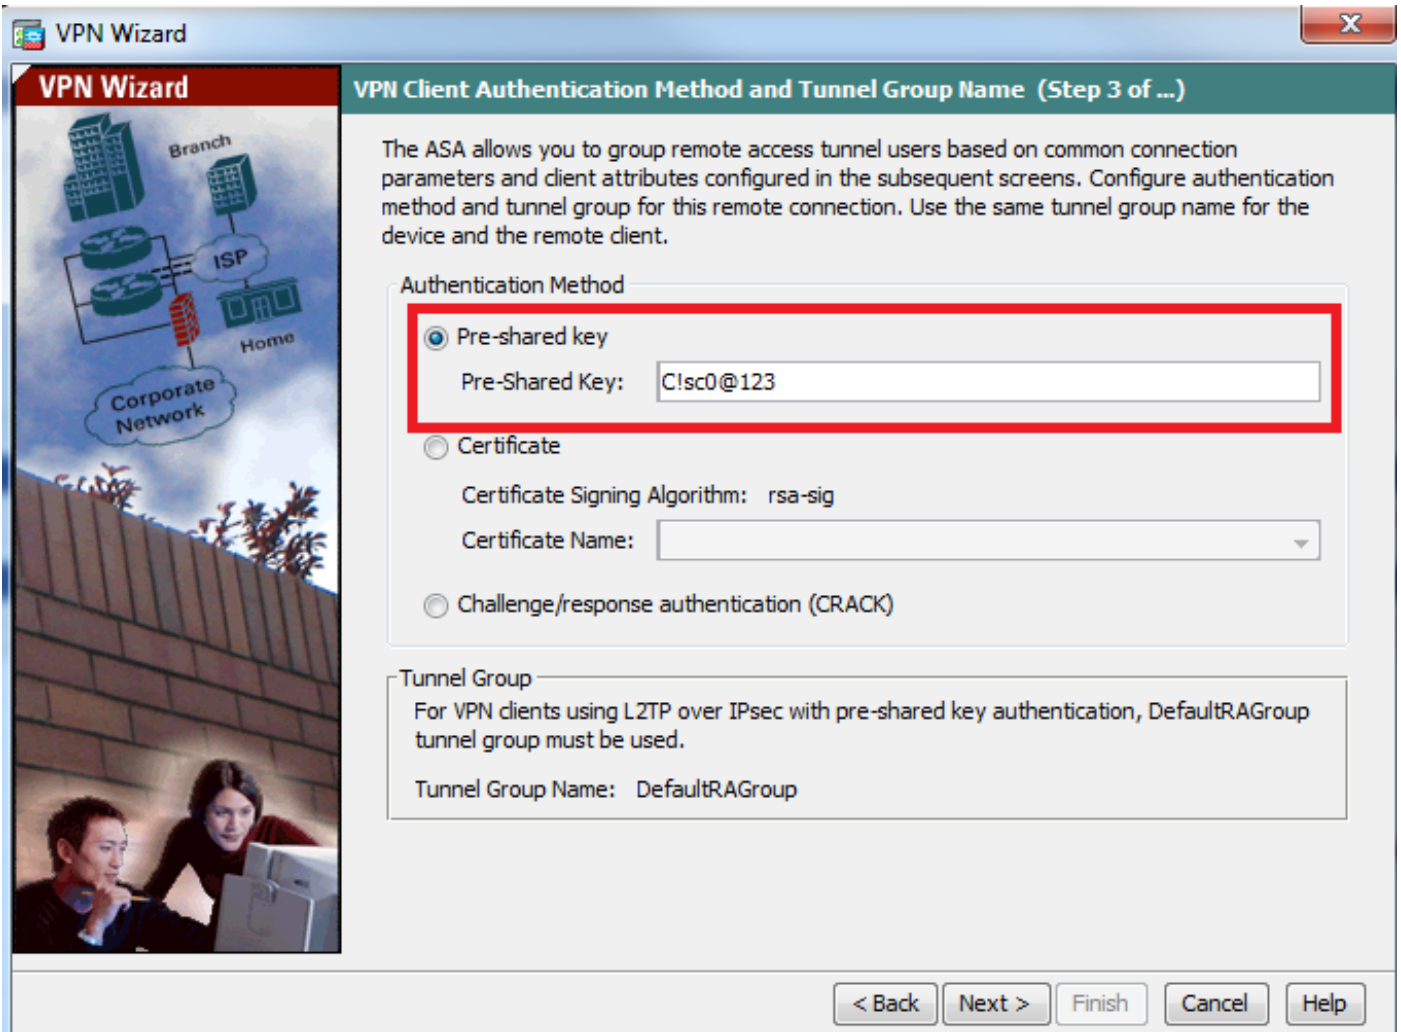 VPN Wizard
VPN Wizard
Branch
ISP
Home
Corporate
Network
VPN Client Authentication Method and Tunnel Group Name (Step 3 of ...)
The ASA allows you to group remote access tunnel users based on common connection
parameters and client attributes configured in the subsequent screens. Configure authentication
method and tunnel group for this remote connection. Use the same tunnel group name for the
device and the remote client.
Authentication Method
Pre-shared key
Pre-Shared Key: C!sc0@123
Certificate
Certificate Signing Algorithm: rsa-sig
Certificate Name:
Challenge/response authentication (CRACK)
Tunnel Group
For VPN clients using L2TP over IPsec with pre-shared key authentication, DefaultRAGroup
tunnel group must be used.
Tunnel Group Name: DefaultRAGroup
< Back Next > Finish Cancel Help